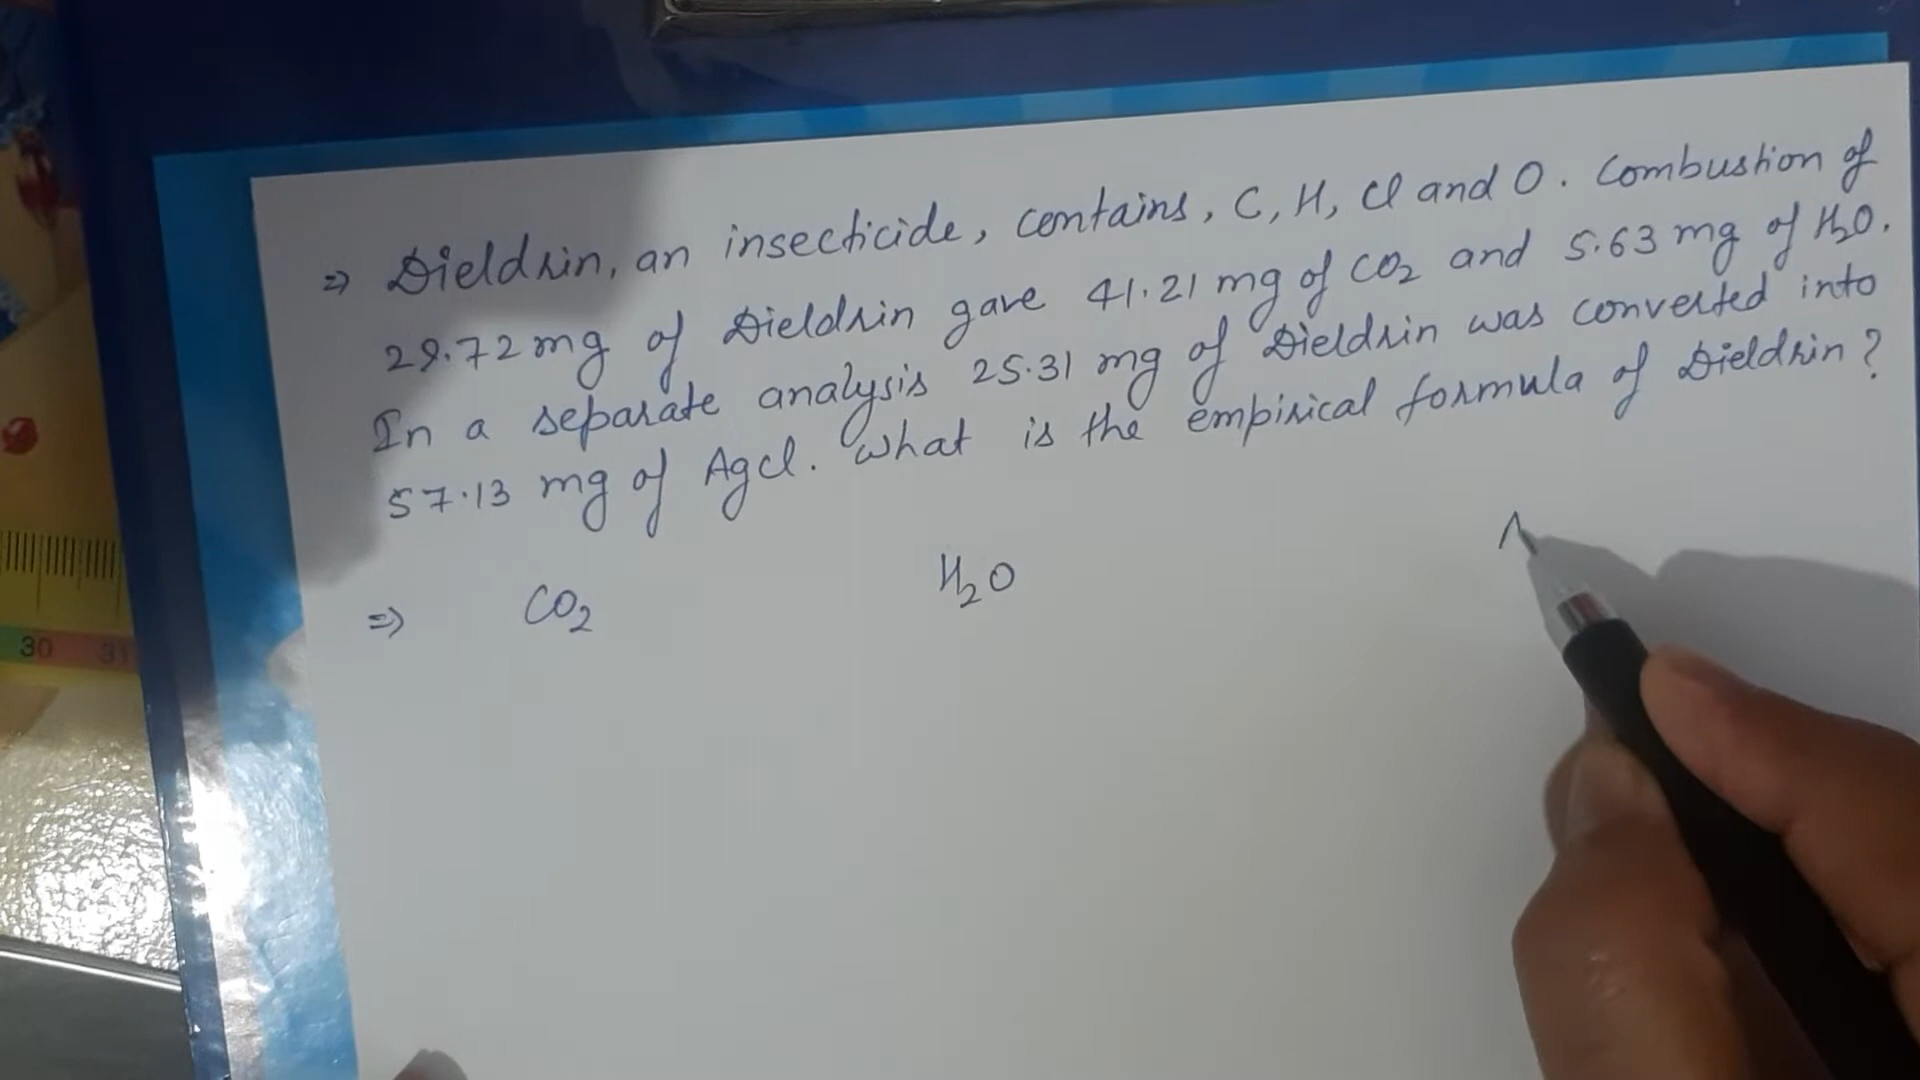 ⇒ Dieldrin, an insecticide, contains, C, H, Cl and O. Combustion of
29.72 mg of Dieldrin gave 41.21 mg of CO₂ and 5.63 mg of H₂O.
In a separate analysis 25.31 mg of Dieldrin was converted into
57.13 mg of AgCl. What is the empirical formula of Dieldrin?
⇒ CO₂ H₂O
30 31